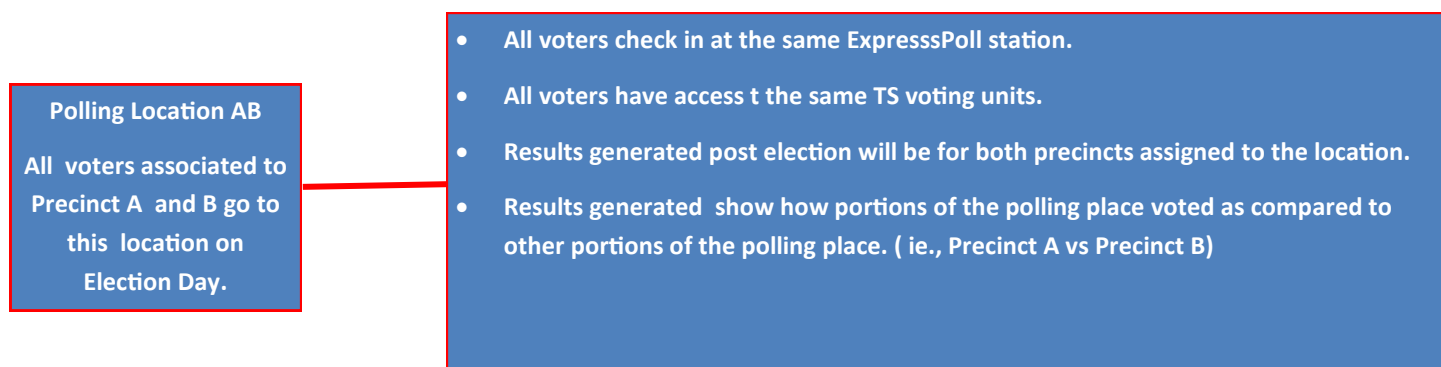 Polling Location AB
All voters associated to
Precinct A and B go to
this location on
Election Day.
• All voters check in at the same ExpresssPoll station.
• All voters have access t the same TS voting units.
• Results generated post election will be for both precincts assigned to the location.
• Results generated show how portions of the polling place voted as compared to
other portions of the polling place. ( ie., Precinct A vs Precinct B)